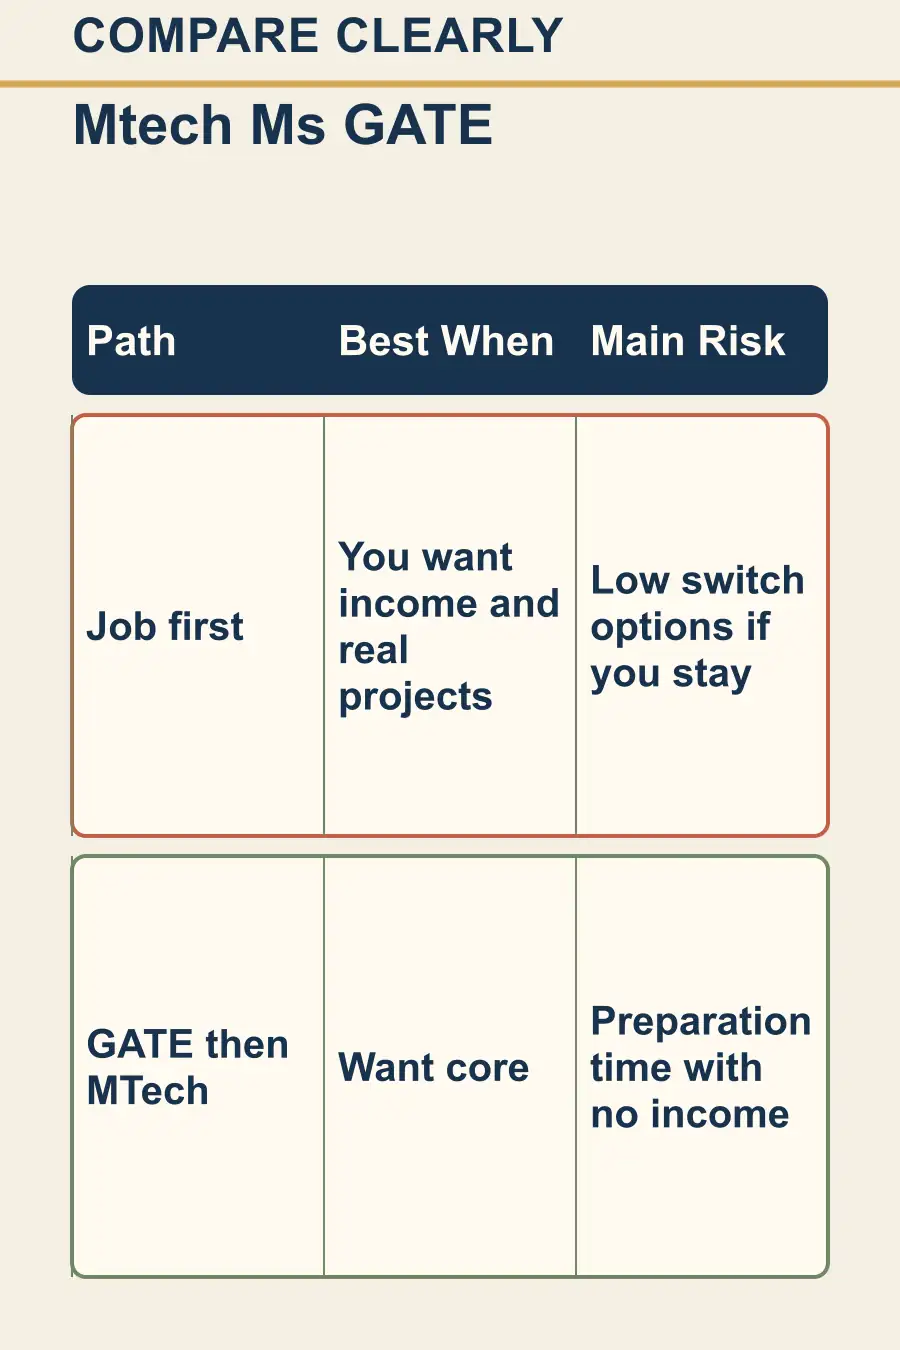 COMPARE CLEARLY
Mtech Ms GATE
Path Best When Main Risk
Job first
You want
income and
real
projects
Low switch
options if
you stay
GATE then
MTech
Want core
Preparation
time with
no income